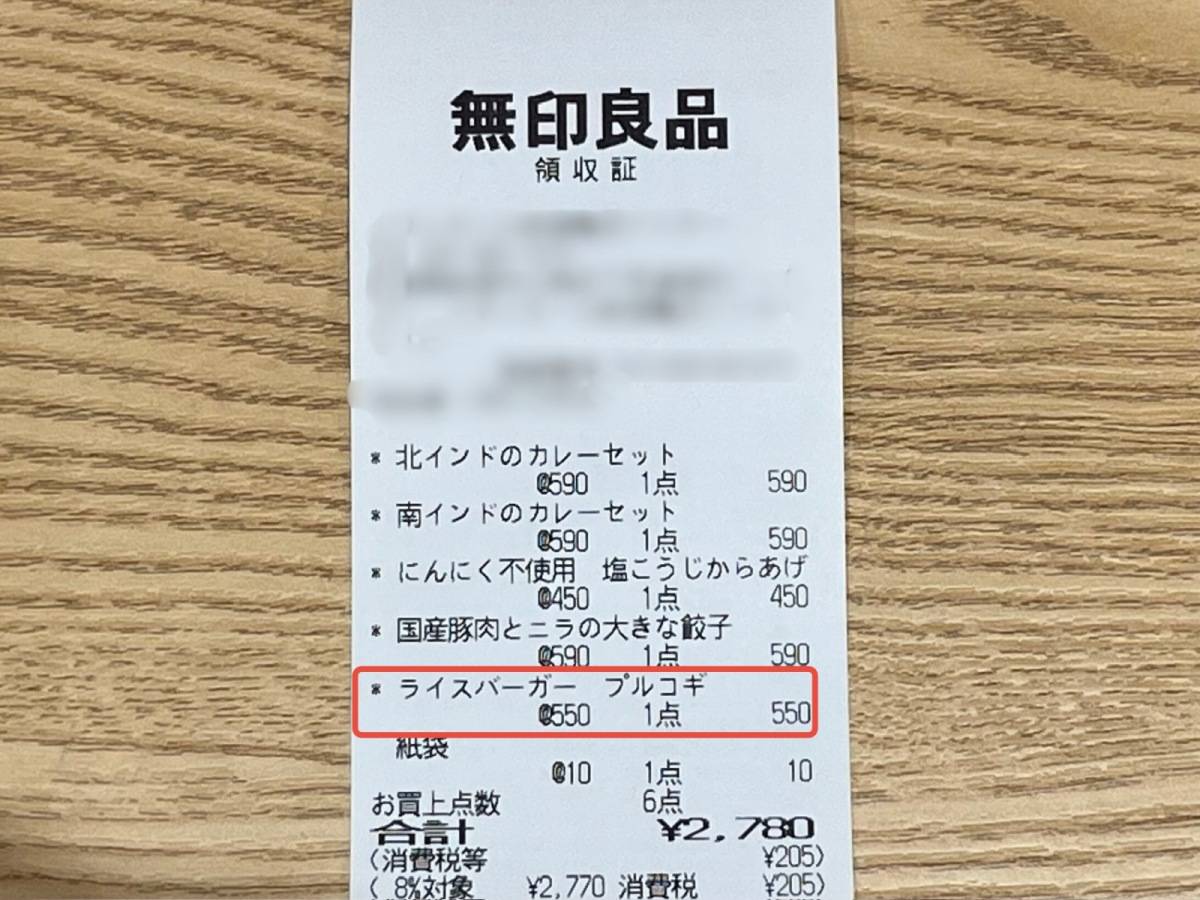 無印良品
領収証
* 北インドのカレーセット
@590 1点 590
* 南インドのカレーセット
@590 1点 590
* にんにく不使用 塩こうじからあげ
@450 1点 450
* 国産豚肉とニラの大きな餃子
@590 1点 590
* ライスバーガー プルコギ
@550 1点 550
紙袋
@10 1点 10
お買上点数 6点
合計 ¥2,780
(消費税等 ¥205)
( 8%対象 ¥2,770 消費税 ¥205)